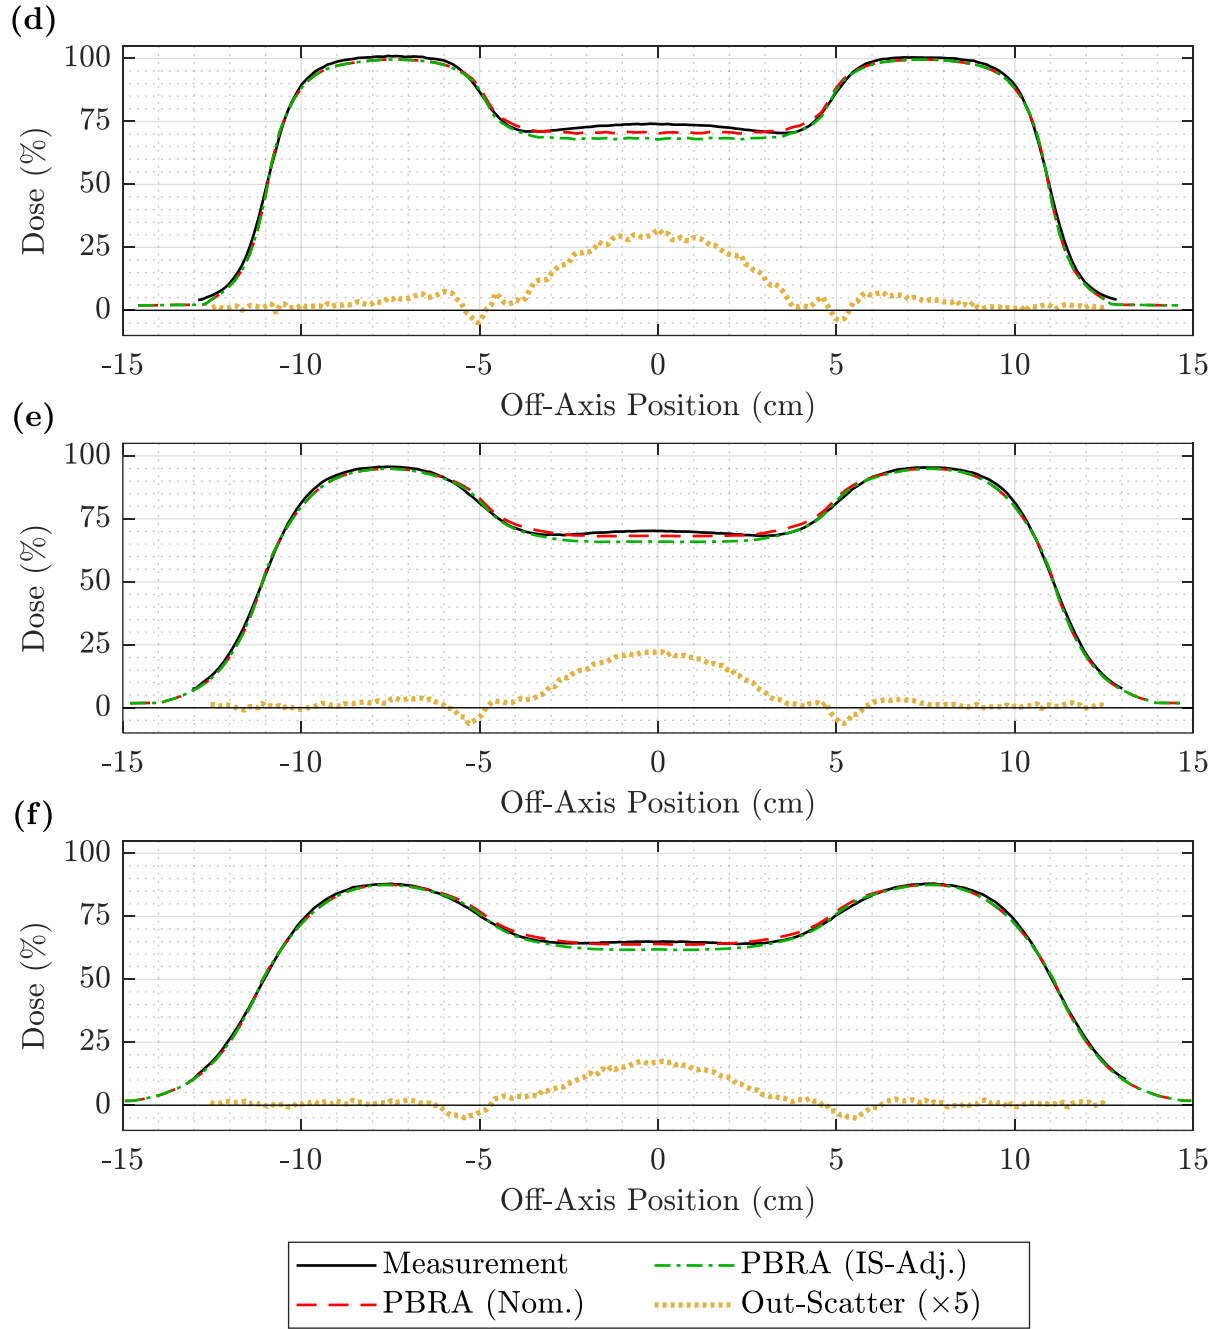 (d)
100
75
50
25
0
Dose (%)
-15 -10 -5 0 5 10 15
Off-Axis Position (cm)
(e)
100
75
50
25
0
Dose (%)
-15 -10 -5 0 5 10 15
Off-Axis Position (cm)
(f)
100
75
50
25
0
Dose (%)
-15 -10 -5 0 5 10 15
Off-Axis Position (cm)
Measurement PBRA (IS-Adj.)
PBRA (Nom.) Out-Scatter (×5)